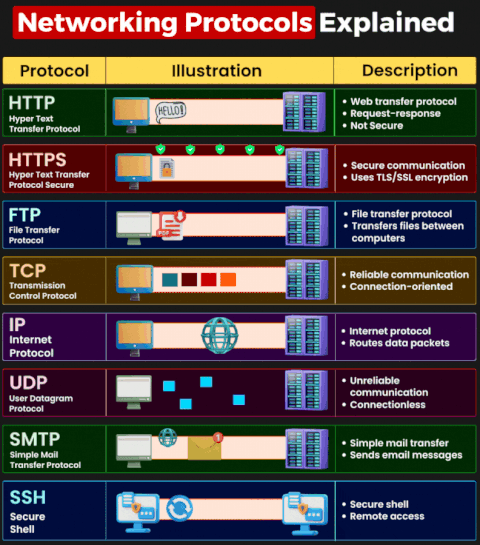 Networking Protocols Explained
Protocol
Illustration
Description
HTTP
Hyper Text
Transfer Protocol
HELLO!
• Web transfer protocol
• Request-response
• Not Secure
HTTPS
Hyper Text Transfer
Protocol Secure
• Secure communication
• Uses TLS/SSL encryption
FTP
File Transfer
Protocol
PDF
• File transfer protocol
• Transfers files between
computers
TCP
Transmission
Control Protocol
• Reliable communication
• Connection-oriented
IP
Internet
Protocol
• Internet protocol
• Routes data packets
UDP
User Datagram
Protocol
• Unreliable
communication
• Connectionless
SMTP
Simple Mail
Transfer Protocol
1
• Simple mail transfer
• Sends email messages
SSH
Secure
Shell
• Secure shell
• Remote access